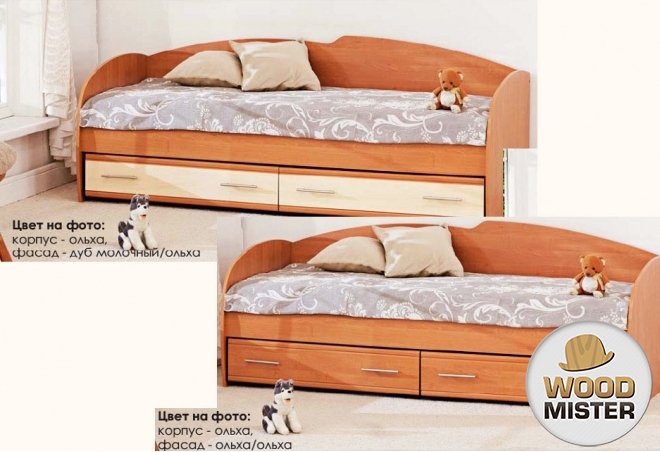 Цвет на фото:
корпус - ольха,
фасад - дуб молочный/ольха
Цвет на фото:
корпус - ольха,
фасад - ольха/ольха
WOOD
MISTER